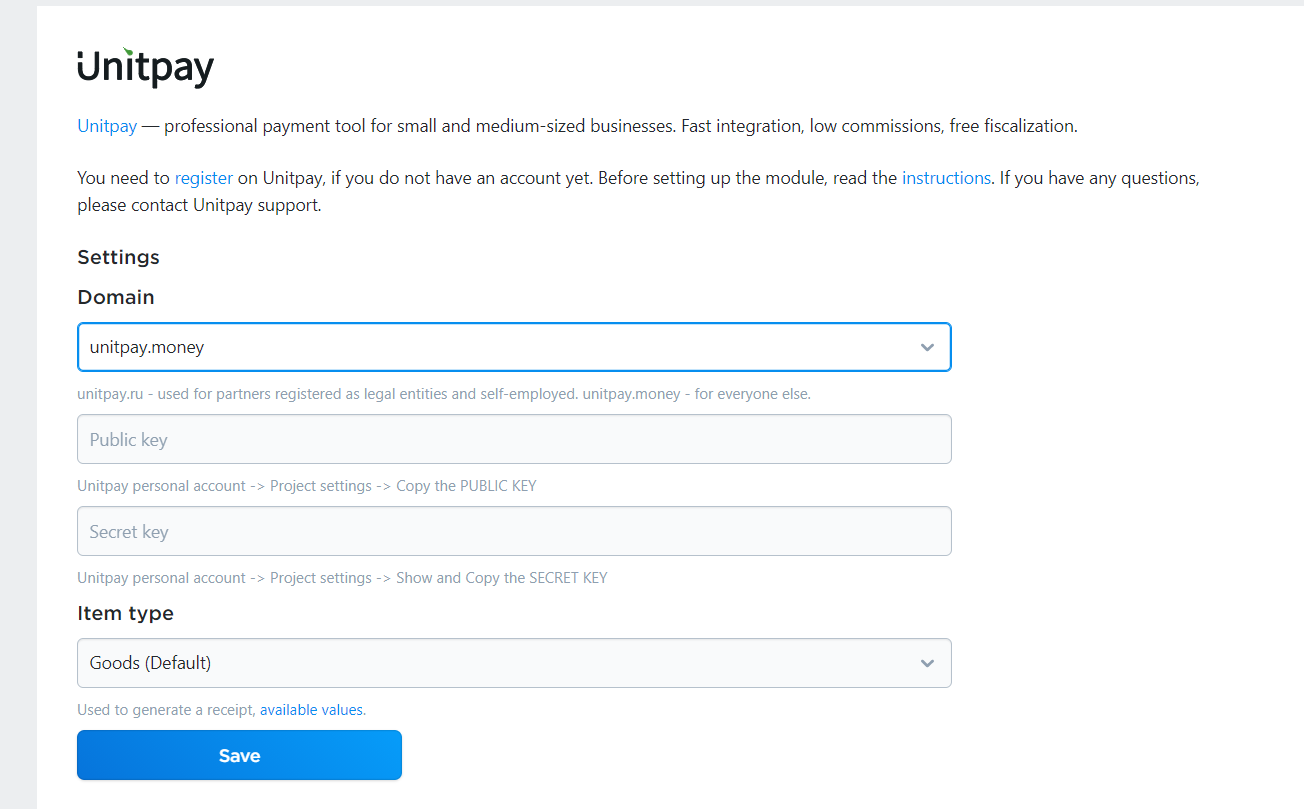 Unitpay
Unitpay — professional payment tool for small and medium-sized businesses. Fast integration, low commissions, free fiscalization.
You need to register on Unitpay, if you do not have an account yet. Before setting up the module, read the instructions. If you have any questions,
please contact Unitpay support.
Settings
Domain
unitpay.money
unitpay.ru - used for partners registered as legal entities and self-employed. unitpay.money - for everyone else.
Public key
Unitpay personal account -> Project settings -> Copy the PUBLIC KEY
Secret key
Unitpay personal account -> Project settings -> Show and Copy the SECRET KEY
Item type
Goods (Default)
Used to generate a receipt, available values.
Save